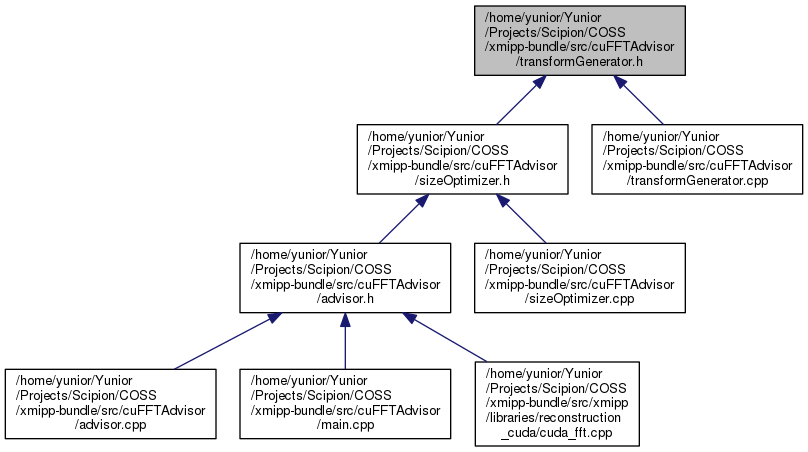 /home/yunior/Yunior
/Projects/Scipion/COSS
/xmipp-bundle/src/cuFFTAdvisor
/transformGenerator.h
/home/yunior/Yunior
/Projects/Scipion/COSS
/xmipp-bundle/src/cuFFTAdvisor
/sizeOptimizer.h
/home/yunior/Yunior
/Projects/Scipion/COSS
/xmipp-bundle/src/cuFFTAdvisor
/transformGenerator.cpp
/home/yunior/Yunior
/Projects/Scipion/COSS
/xmipp-bundle/src/cuFFTAdvisor
/advisor.h
/home/yunior/Yunior
/Projects/Scipion/COSS
/xmipp-bundle/src/cuFFTAdvisor
/sizeOptimizer.cpp
/home/yunior/Yunior
/Projects/Scipion/COSS
/xmipp-bundle/src/cuFFTAdvisor
/advisor.cpp
/home/yunior/Yunior
/Projects/Scipion/COSS
/xmipp-bundle/src/cuFFTAdvisor
/main.cpp
/home/yunior/Yunior
/Projects/Scipion/COSS
/xmipp-bundle/src/xmipp
/libraries/reconstruction
_cuda/cuda_fft.cpp